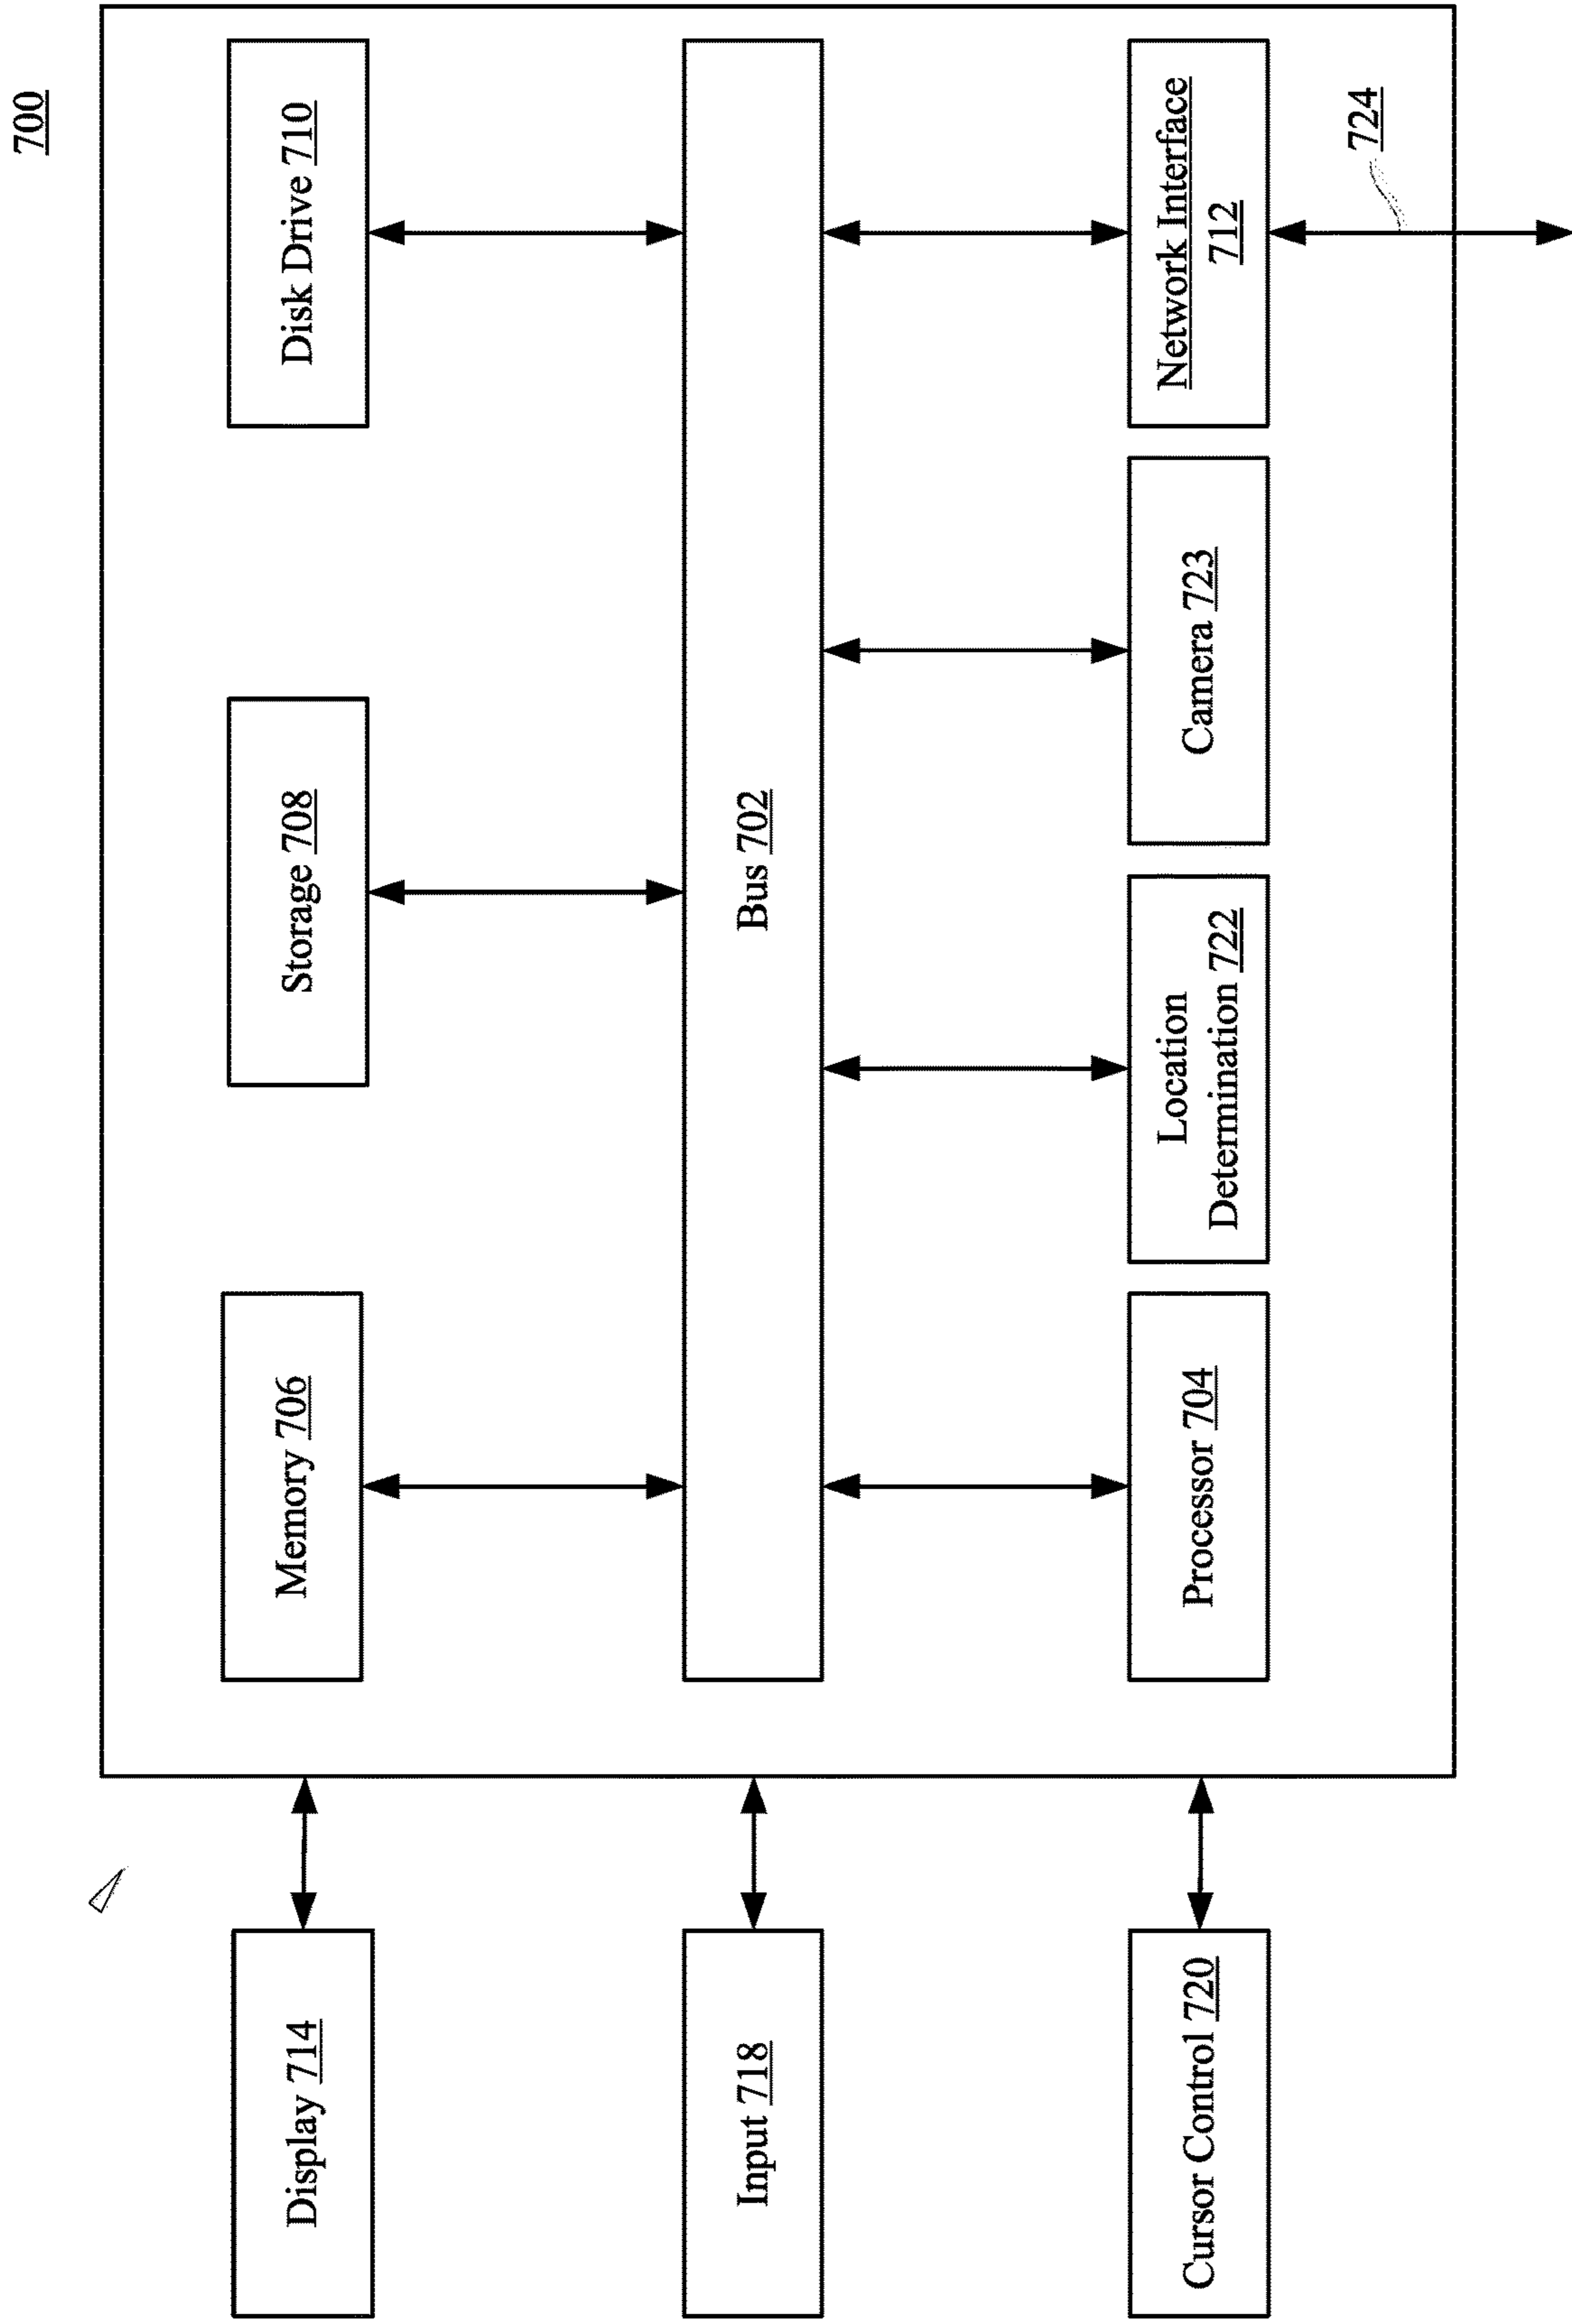 700
Display 714
Memory 706
Storage 708
Disk Drive 710
Input 718
Bus 702
Cursor Control 720
Processor 704
Location
Determination 722
Camera 723
Network Interface
712
724